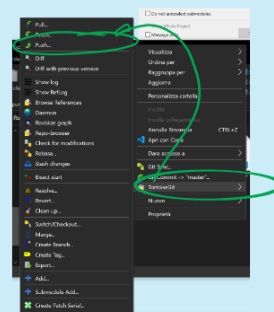 Do not autoselect submodules
Pull...
Push...
Diff
Diff with previous version
Show log
Show RefLog
Browse References
Daemon
Revision graph
Repo-browser
Check for modifications
Rebase...
Stash changes
Bisect start
Resolve...
Revert...
Clean up...
Switch/Checkout...
Merge...
Create Branch...
Create Tag...
Export...
Add...
Submodule Add...
Create Patch Serial...
Visualizza
Ordina per
Raggruppa per
Aggiorna
Personalizza cartella...
Incolla
Incolla collegamento
Annulla Rinomina CTRL+Z
Apri con Code
Dare accesso a
Git Sync...
Git Commit -> "master"...
TortoiseGit
Nuovo
Proprietà